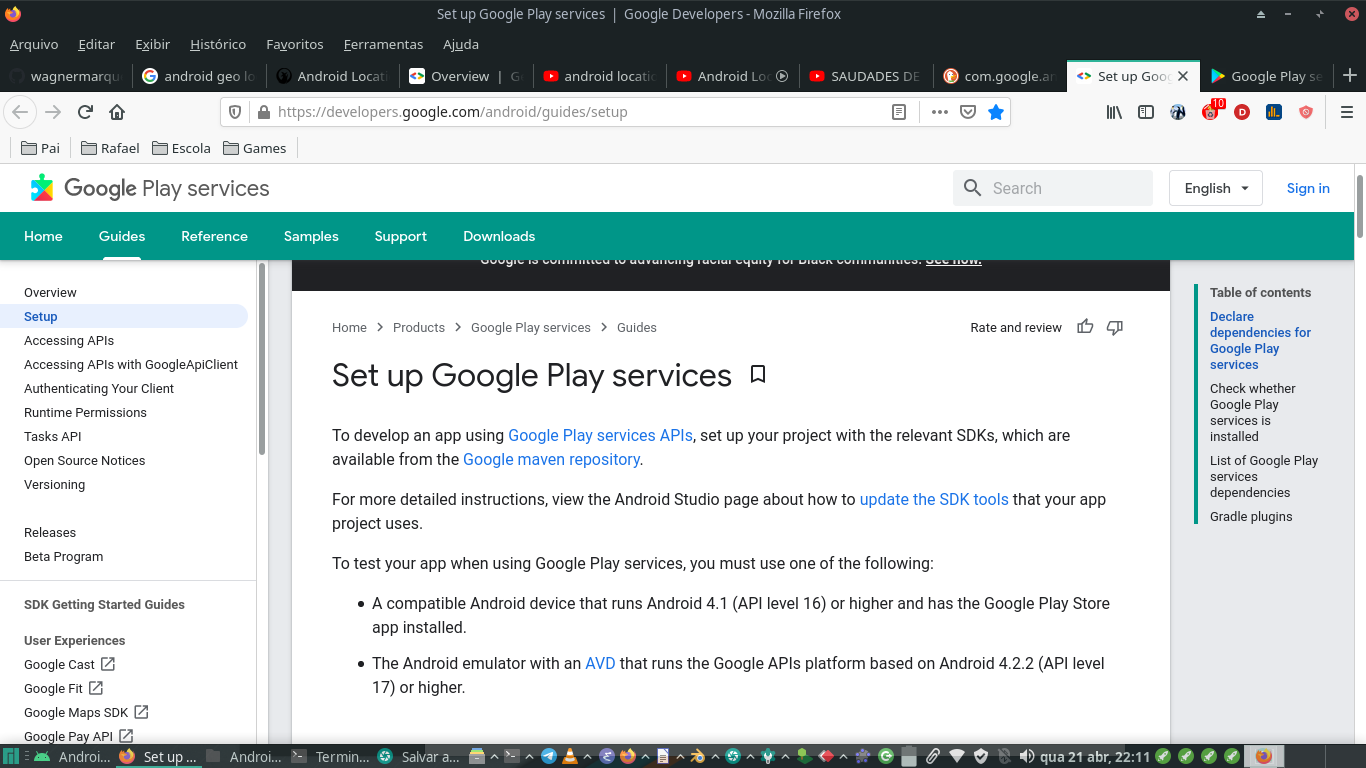 Set up Google Play services | Google Developers - Mozilla Firefox
Arquivo Editar Exibir Histórico Favoritos Ferramentas Ajuda
wagnermarqu android geo lo Android Locati Overview | G android locatio Android Loc SAUDADES DE com.google.an Set up Goog Google Play se
https://developers.google.com/android/guides/setup
10
Pai Rafael Escola Games
Google Play services
Search
English
Sign in
Home Guides Reference Samples Support Downloads
Google is committed to advancing racial equity for Black communities. See how.
Overview
Setup
Accessing APIs
Accessing APIs with GoogleApiClient
Authenticating Your Client
Runtime Permissions
Tasks API
Open Source Notices
Versioning
Releases
Beta Program
SDK Getting Started Guides
User Experiences
Google Cast
Google Fit
Google Maps SDK
Google Pay API
Home > Products > Google Play services > Guides
Rate and review
Set up Google Play services
To develop an app using Google Play services APIs, set up your project with the relevant SDKs, which are
available from the Google maven repository.
For more detailed instructions, view the Android Studio page about how to update the SDK tools that your app
project uses.
To test your app when using Google Play services, you must use one of the following:
• A compatible Android device that runs Android 4.1 (API level 16) or higher and has the Google Play Store
app installed.
• The Android emulator with an AVD that runs the Google APIs platform based on Android 4.2.2 (API level
17) or higher.
Table of contents
Declare
dependencies for
Google Play
services
Check whether
Google Play
services is
installed
List of Google Play
services
dependencies
Gradle plugins
Androi... Set up ... Androi... Termin... Salvar a... qua 21 abr, 22:11